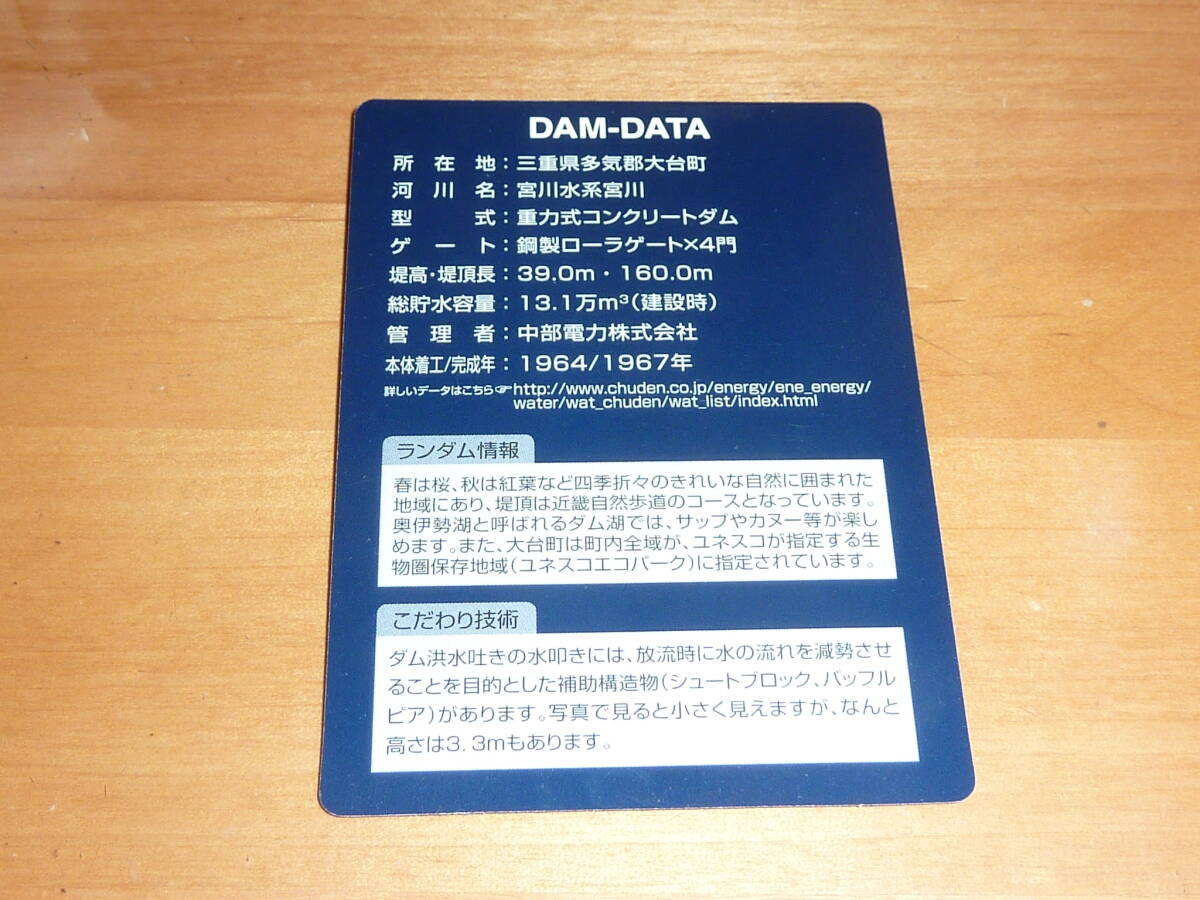 DAM-DATA
所在地：三重県多気郡大台町
河川名：宮川水系宮川
型式：重力式コンクリートダム
ゲート：鋼製ローラゲート×4門
堤高・堤頂長：39.0m・160.0m
総貯水容量：13.1万m³（建設時）
管理者：中部電力株式会社
本体着工/完成年：1964/1967年
詳しいデータはこちら☞http://www.chuden.co.jp/energy/ene_energy/
water/wat_chuden/wat_list/index.html
ランダム情報
春は桜、秋は紅葉など四季折々のきれいな自然に囲まれた
地域にあり、堤頂は近畿自然歩道のコースとなっています。
奥伊勢湖と呼ばれるダム湖では、サップやカヌー等が楽し
めます。また、大台町は町内全域が、ユネスコが指定する生
物圏保存地域（ユネスコエコパーク）に指定されています。
こだわり技術
ダム洪水吐きの水叩きには、放流時に水の流れを減勢させ
ることを目的とした補助構造物（シュートブロック、バッフル
ピア）があります。写真で見ると小さく見えますが、なんと
高さは3.3mもあります。